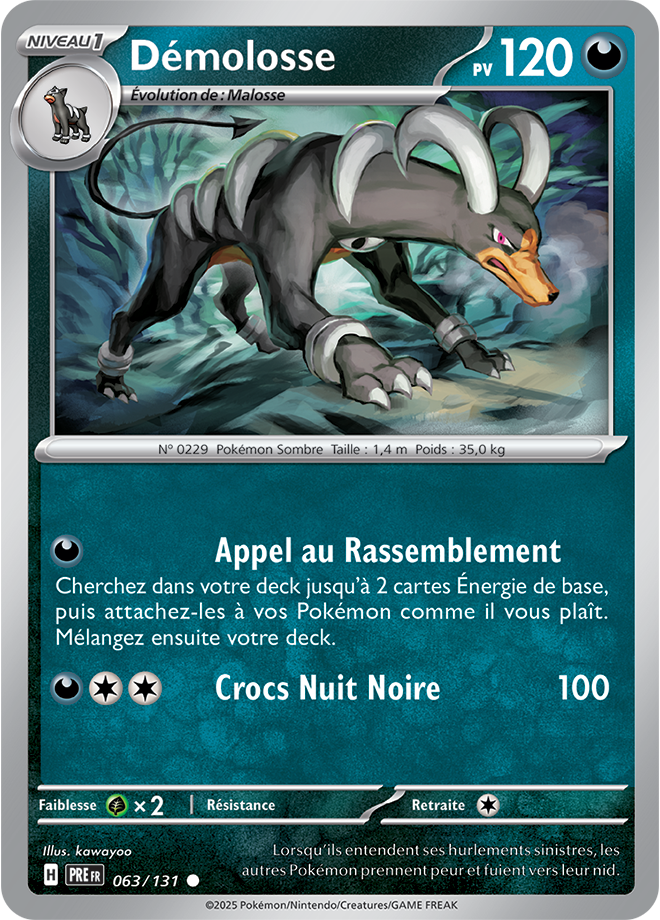 NIVEAU 1
Démolosse
PV 120
Évolution de : Malosse
N° 0229 Pokémon Sombre Taille : 1,4 m Poids : 35,0 kg
Appel au Rassemblement
Cherchez dans votre deck jusqu'à 2 cartes Énergie de base,
puis attachez-les à vos Pokémon comme il vous plaît.
Mélangez ensuite votre deck.
Crocs Nuit Noire 100
Faiblesse ×2 Résistance Retraite
Illus. kawayoo
H PRE FR 063/131
Lorsqu'ils entendent ses hurlements sinistres, les
autres Pokémon prennent peur et fuient vers leur nid.
©2025 Pokémon/Nintendo/Creatures/GAME FREAK